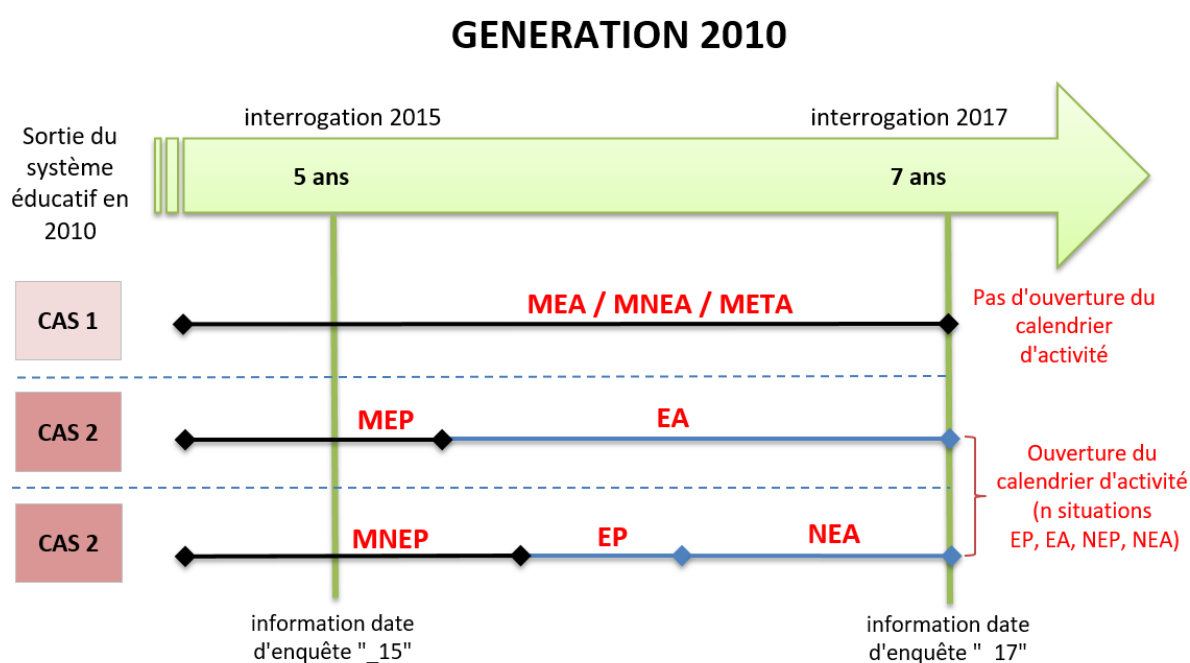 GENERATION 2010
interrogation 2015
interrogation 2017
Sortie du
système
éducatif en
2010
5 ans
7 ans
CAS 1
MEA / MNEA / META
Pas d'ouverture du
calendrier
d'activité
CAS 2
MEP
EA
Ouverture du
calendrier d'activité
(n situations
EP, EA, NEP, NEA)
CAS 2
MNEP
EP
NEA
information date
d'enquête "_15"
information date
d'enquête "_17"